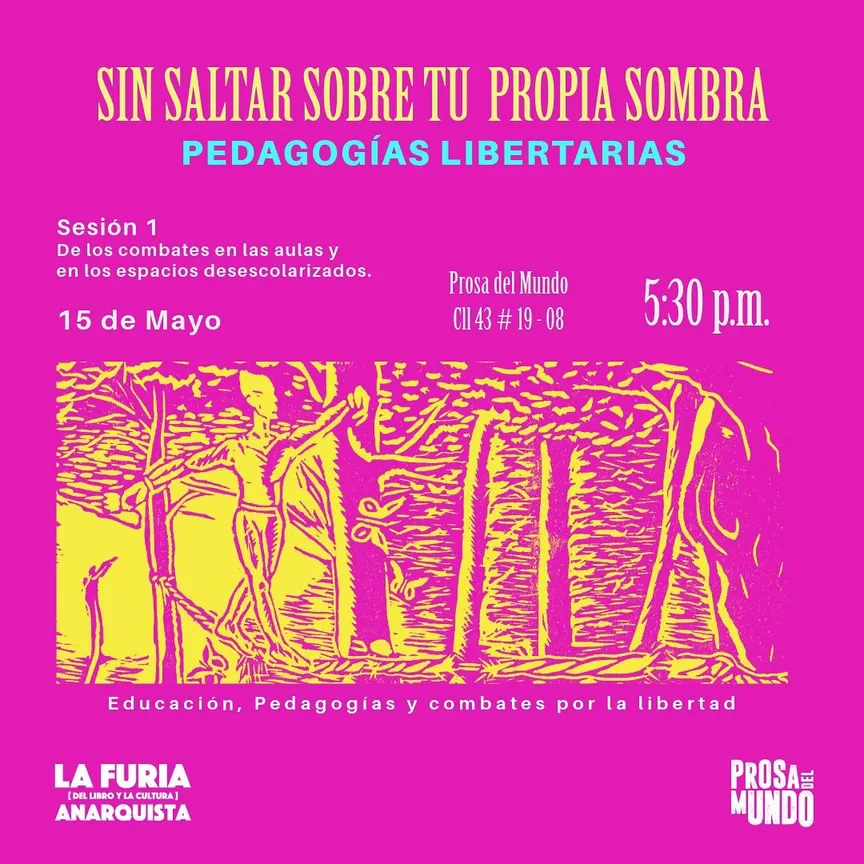 SIN SALTAR SOBRE TU PROPIA SOMBRA
PEDAGOGÍAS LIBERTARIAS
Sesión 1
De los combates en las aulas y
en los espacios desescolarizados.
15 de Mayo
Prosa del Mundo
Cll 43 # 19 - 08
5:30 p.m.
Educación, Pedagogías y combates por la libertad
LA FURIA
[ DEL LIBRO Y LA CULTURA ]
ANARQUISTA
PROSA DEL
MUNDO